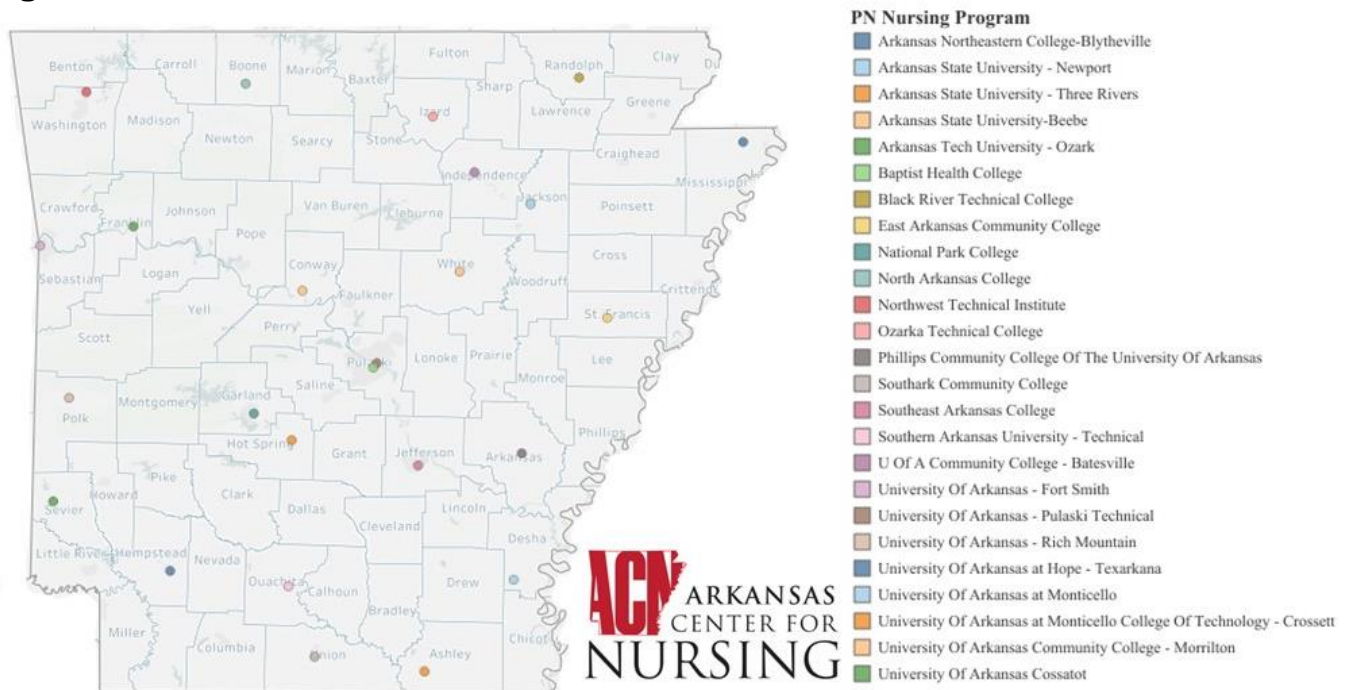 PN Nursing Program
Arkansas Northeastern College-Blytheville
Arkansas State University - Newport
Arkansas State University - Three Rivers
Arkansas State University-Beebe
Arkansas Tech University - Ozark
Baptist Health College
Black River Technical College
East Arkansas Community College
National Park College
North Arkansas College
Northwest Technical Institute
Ozarka Technical College
Phillips Community College Of The University Of Arkansas
Southark Community College
Southeast Arkansas College
Southern Arkansas University - Technical
U Of A Community College - Batesville
University Of Arkansas - Fort Smith
University Of Arkansas - Pulaski Technical
University Of Arkansas - Rich Mountain
University Of Arkansas at Hope - Texarkana
University Of Arkansas at Monticello
University Of Arkansas at Monticello College Of Technology - Crossett
University Of Arkansas Community College - Morrilton
University Of Arkansas Cossatot
Benton
Carroll
Boone
Marion
Baxter
Fulton
Sharp
Randolph
Clay
Du
Washington
Madison
Newton
Searcy
Stone
Izard
Lawrence
Greene
Independence
Craighead
Mississippi
Crawford
Franklin
Johnson
Pope
Van Buren
Cleburne
Jackson
Poinsett
Sebastian
Logan
Conway
Faulkner
White
Woodruff
Cross
Crittenden
Scott
Yell
Perry
Pulaski
Lonoke
Prairie
St. Francis
Lee
Monroe
Polk
Montgomery
Garland
Saline
Hot Spring
Grant
Jefferson
Arkansas
Phillips
Sevier
Howard
Pike
Clark
Dallas
Cleveland
Lincoln
Desha
Little River
Hempstead
Nevada
Ouachita
Calhoun
Bradley
Drew
Miller
Columbia
Union
Ashley
Chicot
ACN
ARKANSAS
CENTER FOR
NURSING